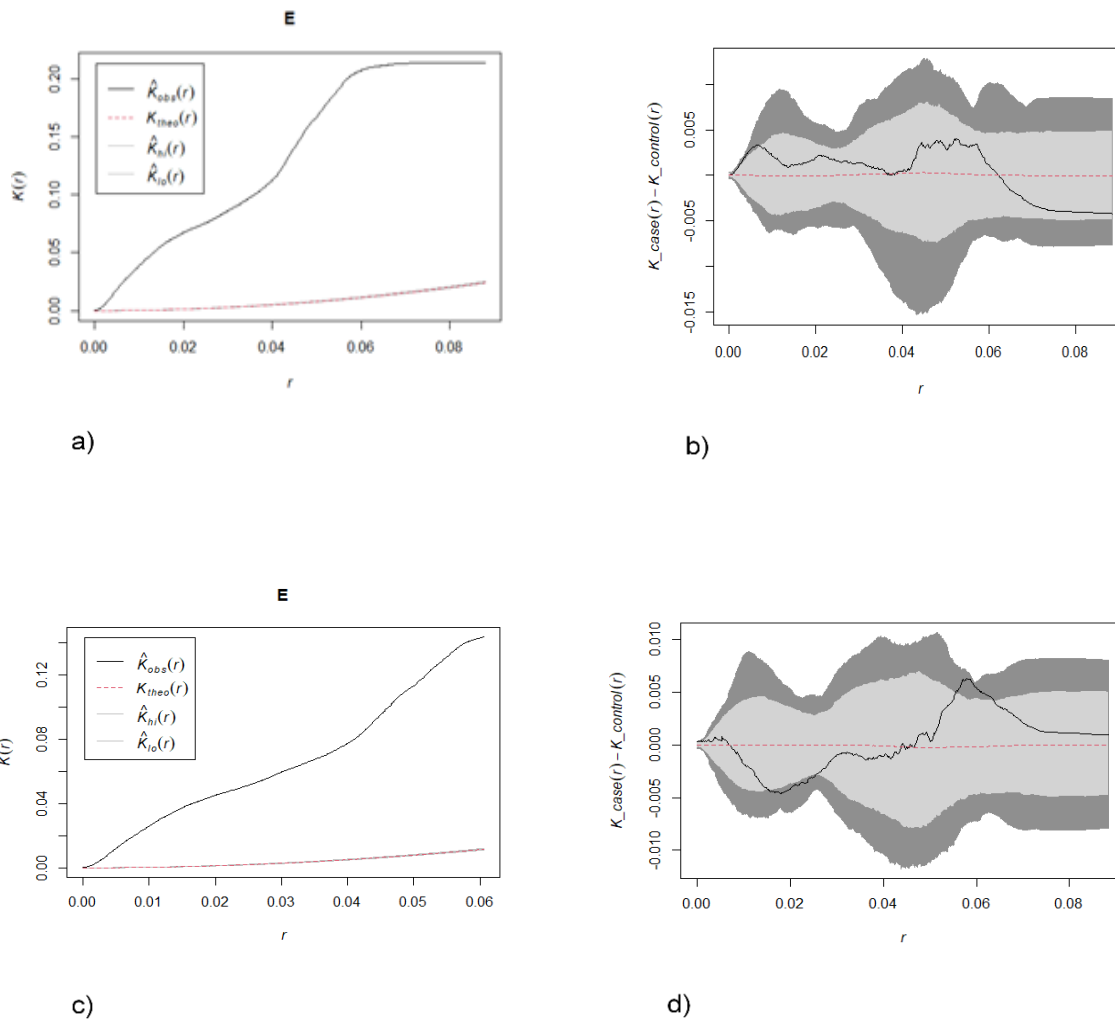 E
K̂obs(r)
Ktheo(r)
K̂hi(r)
K̂lo(r)
K(r)
0.00 0.05 0.10 0.15 0.20
0.00 0.02 0.04 0.06 0.08
r
a)
K_case(r) − K_control(r)
-0.015 -0.005 0.005
0.00 0.02 0.04 0.06 0.08
r
b)
E
K̂obs(r)
Ktheo(r)
K̂hi(r)
K̂lo(r)
K(r)
0.00 0.04 0.08 0.12
0.00 0.01 0.02 0.03 0.04 0.05 0.06
r
c)
K_case(r) − K_control(r)
-0.010 -0.005 0.000 0.005 0.010
0.00 0.02 0.04 0.06 0.08
r
d)